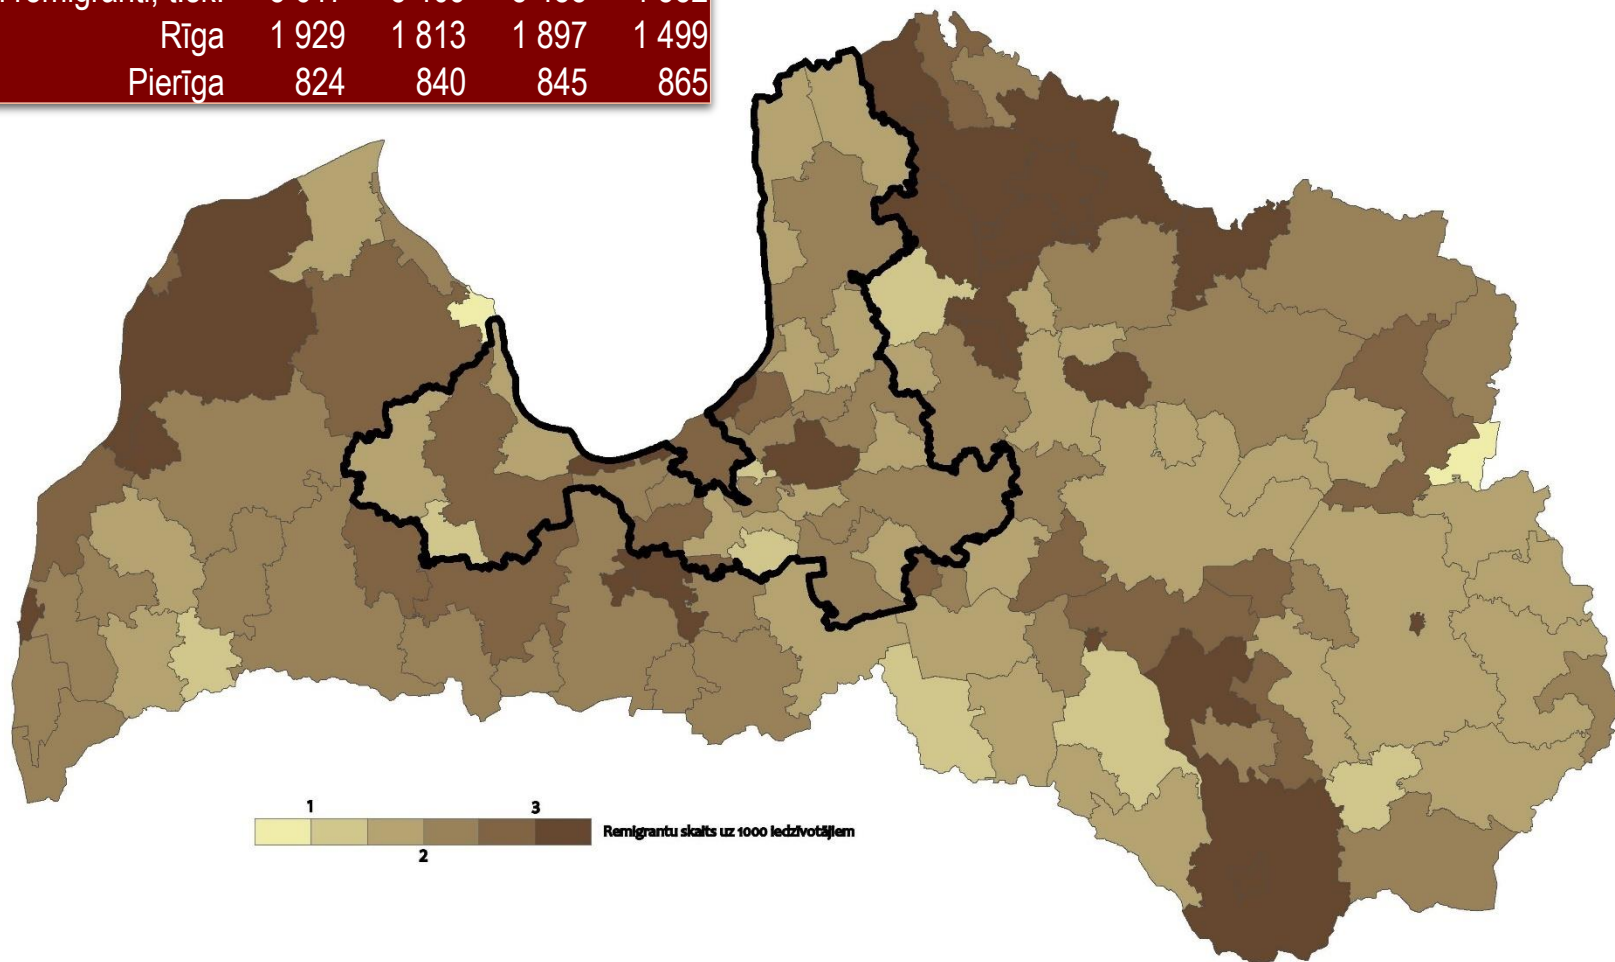 Rīga 1 929 1 813 1 897 1 499
Pierīga 824 840 845 865
1 3
Remigrantu skaits uz 1000 iedzīvotājiem
2